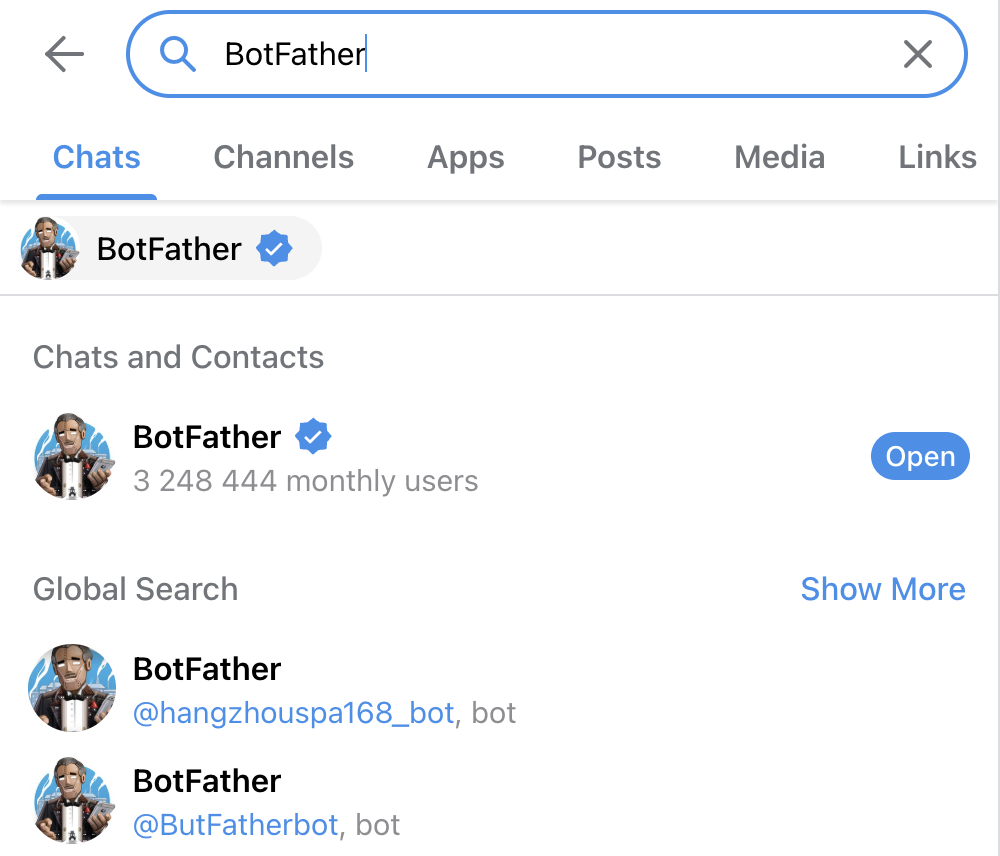 BotFather
Chats Channels Apps Posts Media Links
BotFather
Chats and Contacts
BotFather
3 248 444 monthly users
Open
Global Search Show More
BotFather
@hangzhouspa168_bot, bot
BotFather
@ButFatherbot, bot